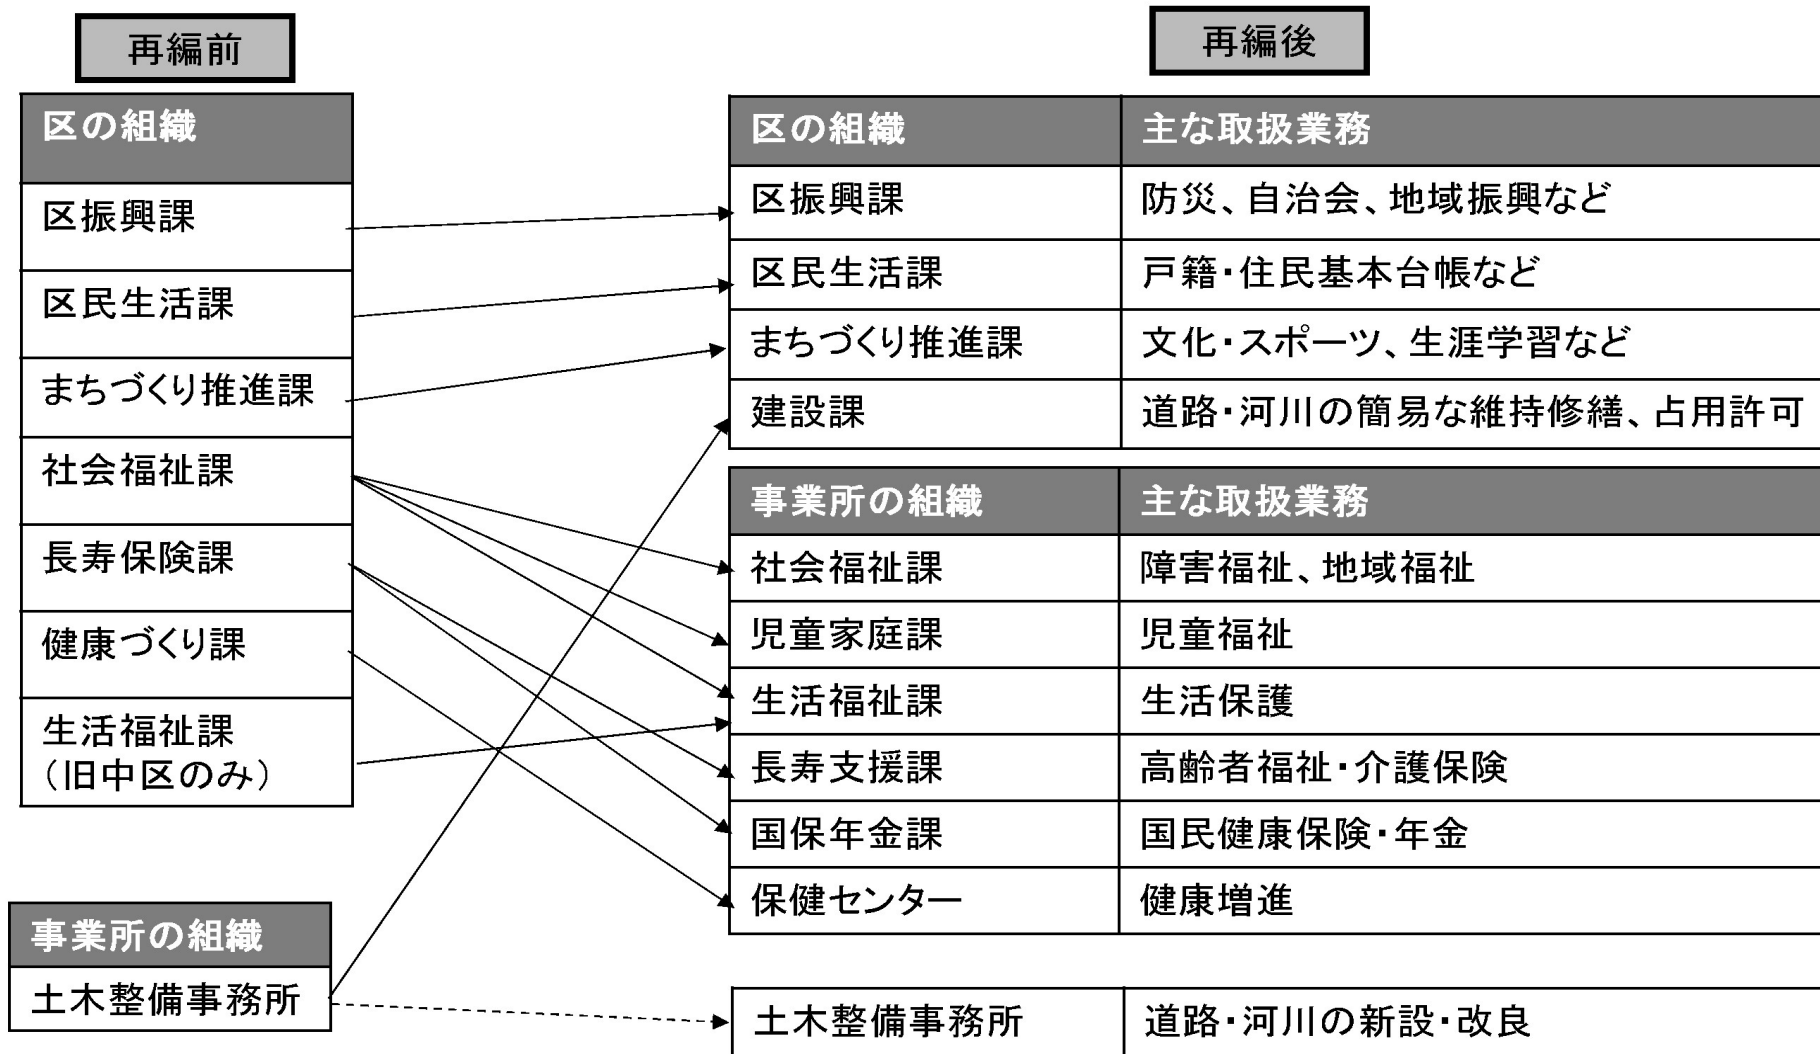 再編前
区の組織
区振興課
区民生活課
まちづくり推進課
社会福祉課
長寿保険課
健康づくり課
生活福祉課
（旧中区のみ）
事業所の組織
土木整備事務所
再編後
区の組織 主な取扱業務
区振興課 防災、自治会、地域振興など
区民生活課 戸籍・住民基本台帳など
まちづくり推進課 文化・スポーツ、生涯学習など
建設課 道路・河川の簡易な維持修繕、占用許可
事業所の組織 主な取扱業務
社会福祉課 障害福祉、地域福祉
児童家庭課 児童福祉
生活福祉課 生活保護
長寿支援課 高齢者福祉・介護保険
国保年金課 国民健康保険・年金
保健センター 健康増進
土木整備事務所 道路・河川の新設・改良